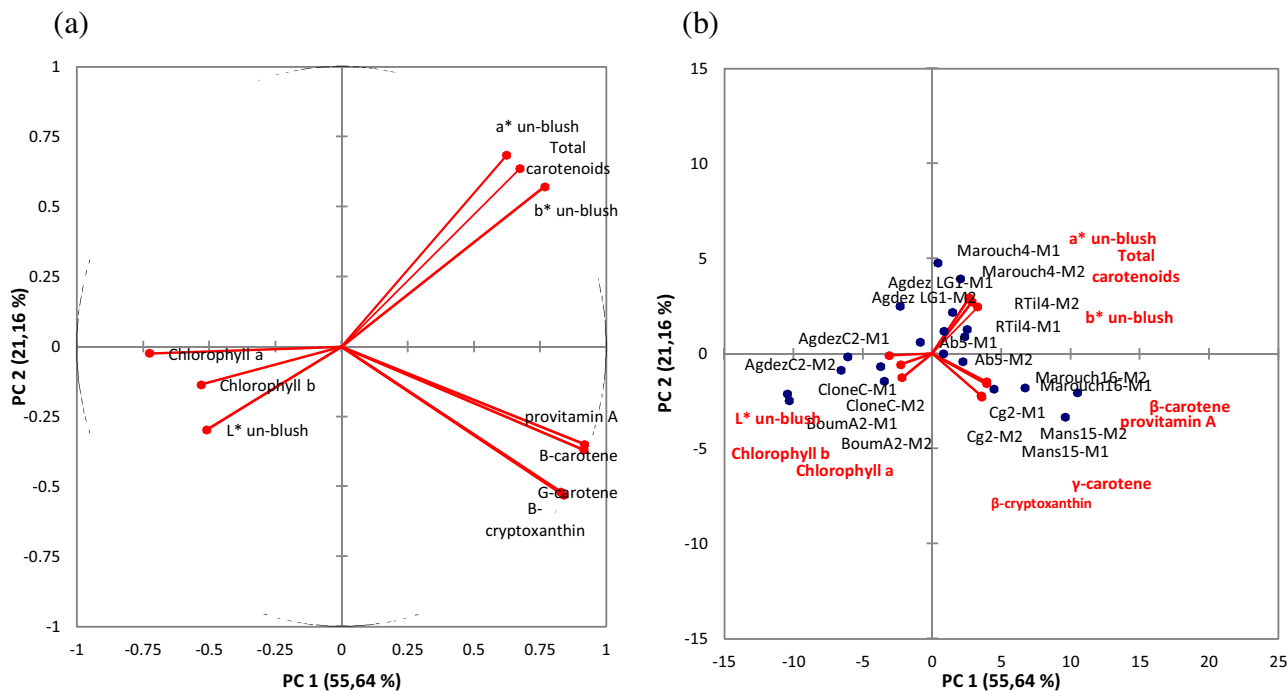 (a)
1
0.75
0.5
0.25
0
-0.25
-0.5
-0.75
-1
PC 2 (21,16 %)
a* un-blush
Total
carotenoids
b* un-blush
Chlorophyll a
Chlorophyll b
L* un-blush
provitamin A
B-carotene
G-carotene
B-
cryptoxanthin
-1 -0.75 -0.5 -0.25 0 0.25 0.5 0.75 1
PC 1 (55,64 %)
(b)
15
10
5
0
-5
-10
-15
PC 2 (21,16 %)
a* un-blush
Marouch4-M1
Total
Marouch4-M2
carotenoids
Agdez LG1-M1
Agdez LG1-M2
RTil4-M2
b* un-blush
RTil4-M1
AgdezC2-M1
Ab5-M1
AgdezC2-M2
Ab5-M2
Marouch16-M2
CloneC-M1
Marouch16-M1
CloneC-M2
β-carotene
L* un-blush
Cg2-M1
provitamin A
BoumA2-M1
Cg2-M2
Mans15-M2
BoumA2-M2
Mans15-M1
Chlorophyll b
Chlorophyll a
γ-carotene
β-cryptoxanthin
-15 -10 -5 0 5 10 15 20 25
PC 1 (55,64 %)